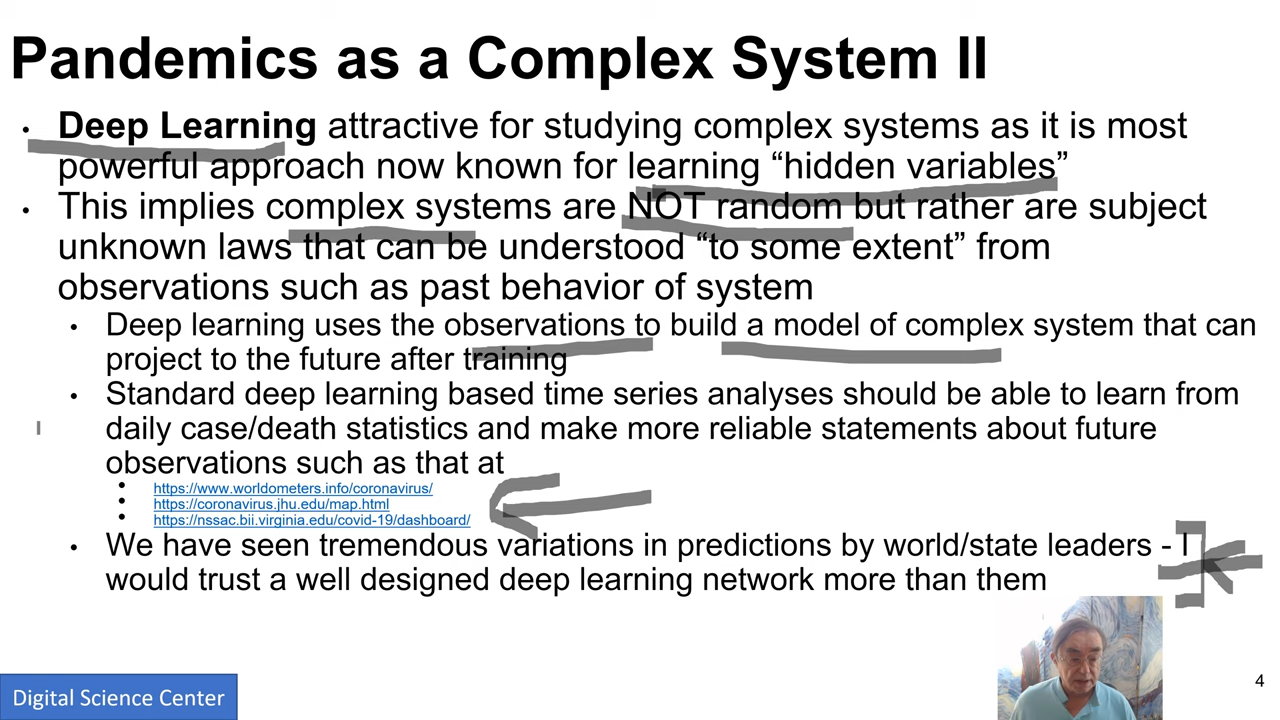 Pandemics as a Complex System II
• Deep Learning attractive for studying complex systems as it is most
powerful approach now known for learning “hidden variables”
• This implies complex systems are NOT random but rather are subject
unknown laws that can be understood “to some extent” from
observations such as past behavior of system
• Deep learning uses the observations to build a model of complex system that can
project to the future after training
• Standard deep learning based time series analyses should be able to learn from
daily case/death statistics and make more reliable statements about future
observations such as that at
• https://www.worldometers.info/coronavirus/
• https://coronavirus.jhu.edu/map.html
• https://nssac.bii.virginia.edu/covid-19/dashboard/
• We have seen tremendous variations in predictions by world/state leaders - I
would trust a well designed deep learning network more than them
Digital Science Center
4